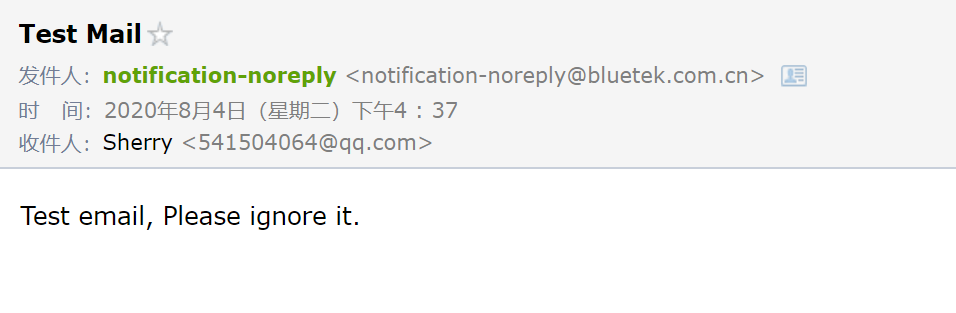 Test Mail
发件人：notification-noreply <notification-noreply@bluetek.com.cn>
时　间：2020年8月4日（星期二）下午4：37
收件人：Sherry <541504064@qq.com>
Test email, Please ignore it.